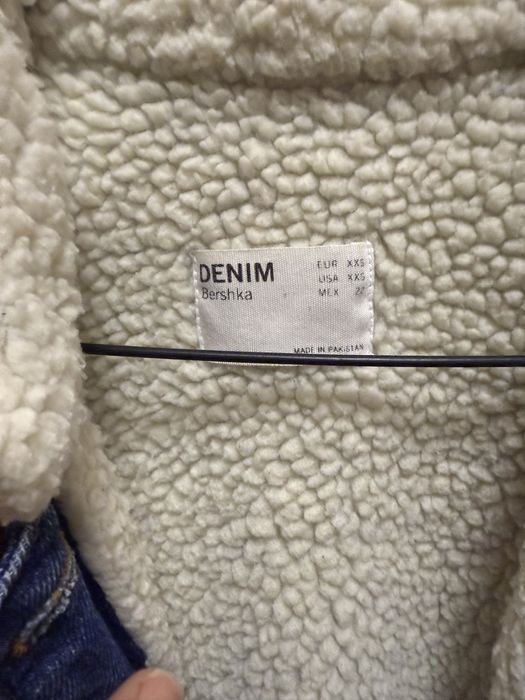 DENIM
Bershka
EUR XXS
USA XXS
MEX 22
MADE IN PAKISTAN